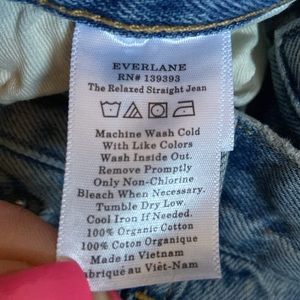 EVERLANE
RN# 139393
The Relaxed Straight Jean
Machine Wash Cold
With Like Colors
Wash Inside Out.
Remove Promptly
Only Non-Chlorine
Bleach When Necessary.
Tumble Dry Low.
Cool Iron If Needed.
100% Organic Cotton
100% Coton Organique
Made in Vietnam
abriqué au Viet-Nam